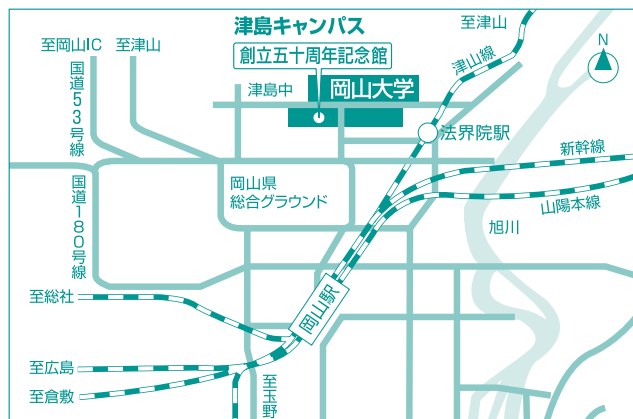 津島キャンパス
創立五十周年記念館
至岡山IC
至津山
至津山
津山線
N
国道53号線
津島中
岡山大学
法界院駅
新幹線
岡山県
総合グラウンド
山陽本線
国道180号線
旭川
至総社
岡山駅
至広島
至倉敷
至玉野